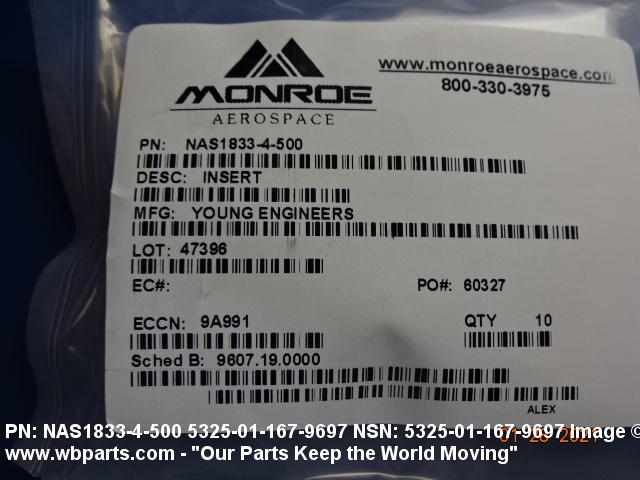 MONROE
AEROSPACE
www.monroeaerospace.com
800-330-3975
PN: NAS1833-4-500
DESC: INSERT
MFG: YOUNG ENGINEERS
LOT: 47396
EC#: PO#: 60327
ECCN: 9A991 QTY 10
Sched B: 9607.19.0000
ALEX
PN: NAS1833-4-500 5325-01-167-9697 NSN: 5325-01-167-9697 Image ©
www.wbparts.com - "Our Parts Keep the World Moving"